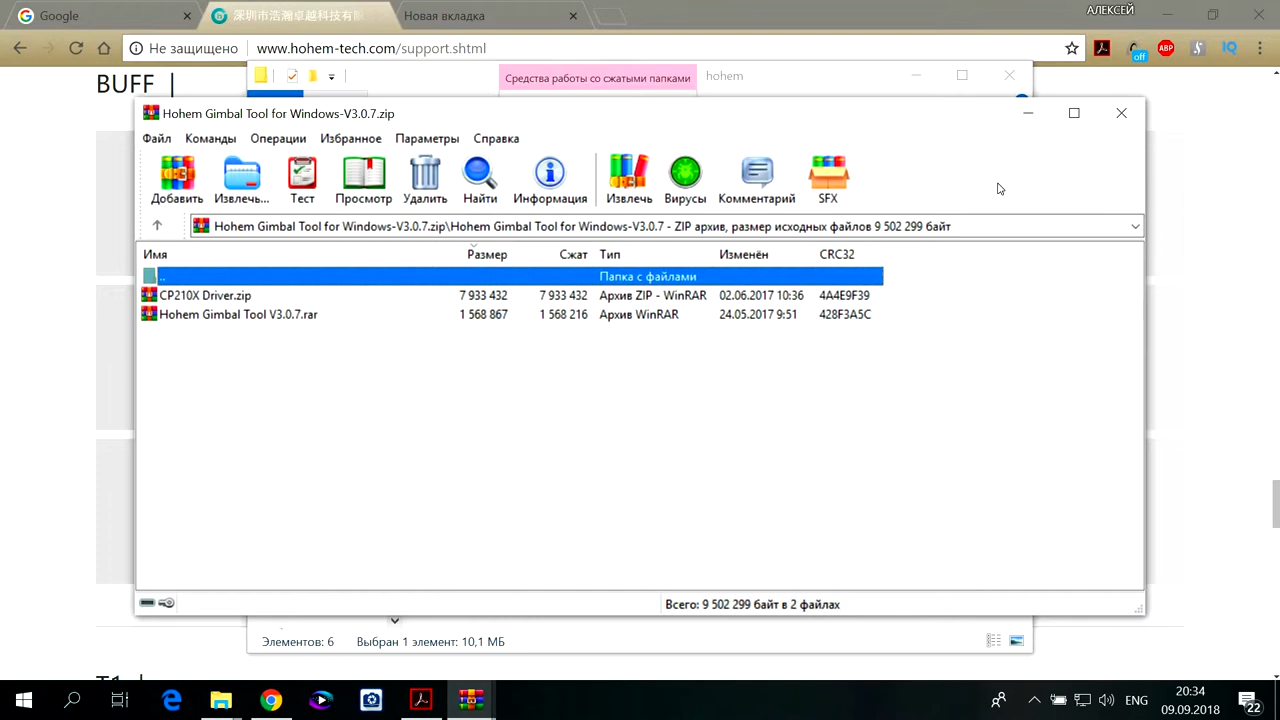 Google
深圳市浩瀚卓越科技有限
Новая вкладка
АЛЕКСЕЙ
Не защищено
www.hohem-tech.com/support.shtml
ABP
off
IQ
BUFF
Средства работы со сжатыми папками
hohem
Hohem Gimbal Tool for Windows-V3.0.7.zip
Файл Команды Операции Избранное Параметры Справка
Добавить Извлечь... Тест Просмотр Удалить Найти Информация Извлечь Вирусы Комментарий SFX
Hohem Gimbal Tool for Windows-V3.0.7.zip\Hohem Gimbal Tool for Windows-V3.0.7 - ZIP архив, размер исходных файлов 9 502 299 байт
Имя Размер Сжат Тип Изменён CRC32
.. Папка с файлами
CP210X Driver.zip 7 933 432 7 933 432 Архив ZIP - WinRAR 02.06.2017 10:36 4A4E9F39
Hohem Gimbal Tool V3.0.7.rar 1 568 867 1 568 216 Архив WinRAR 24.05.2017 9:51 428F3A5C
Всего: 9 502 299 байт в 2 файлах
Элементов: 6 Выбран 1 элемент: 10,1 МБ
ENG
20:34
09.09.2018
22